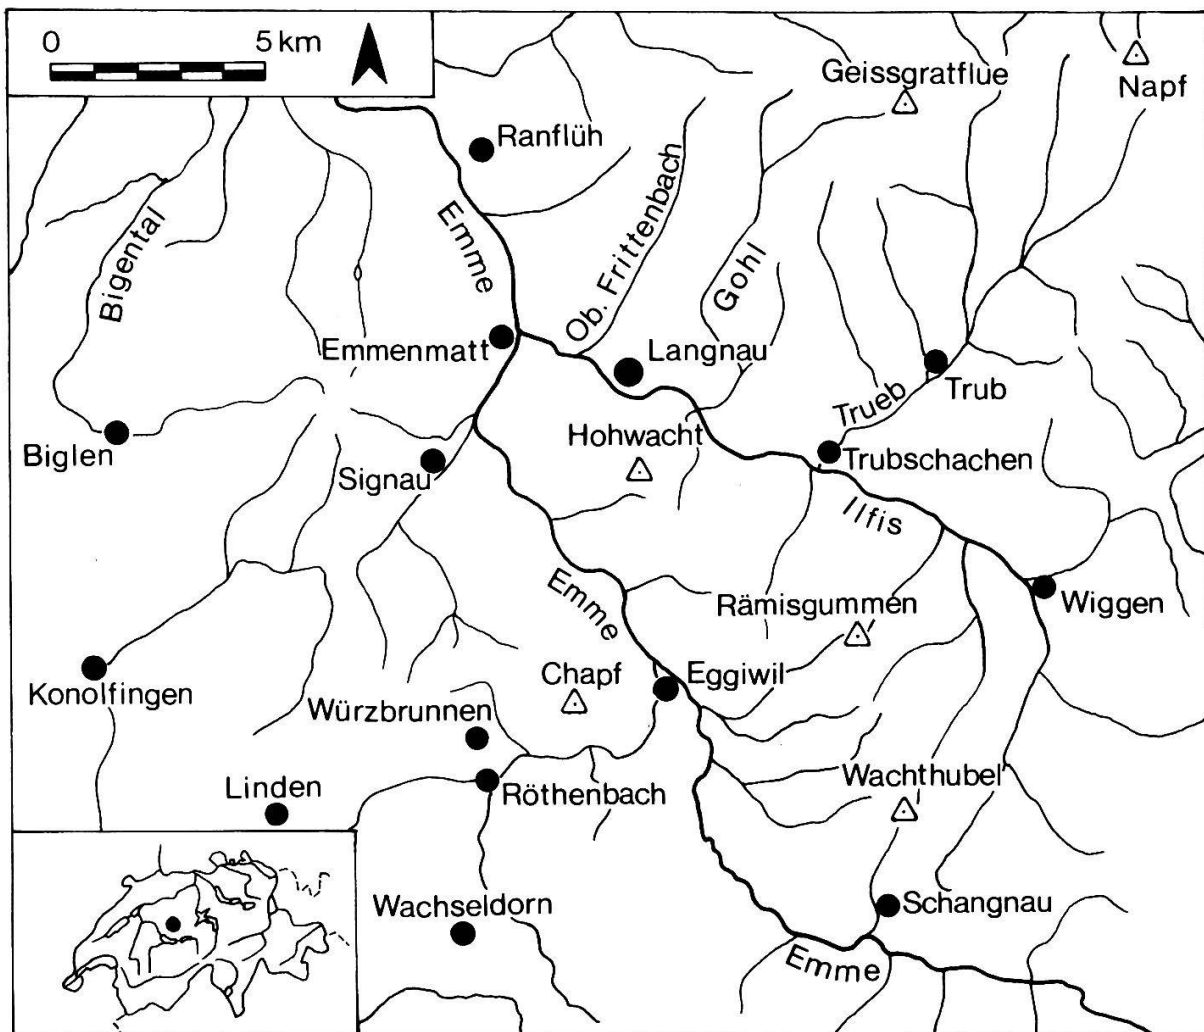 0 5 km
Geissgratflue
Napf
Ranflüh
Emme
Ob. Frittenbach
Bigental
Gohl
Emmenmatt
Langnau
Trueb
Trub
Biglen
Hohwacht
Signau
Trubschachen
Ilfis
Emme
Rämisgummen
Wiggen
Konolfingen
Chapf
Eggiwil
Würzbrunnen
Linden
Röthenbach
Wachthubel
Wachseldorn
Schangnau
Emme